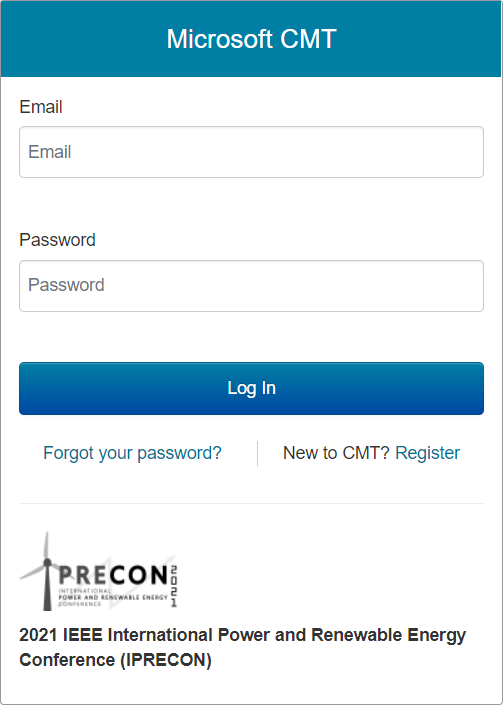 Microsoft CMT
Email
Email
Password
Password
Log In
Forgot your password?
New to CMT? Register
PRECON 2021
INTERNATIONAL
POWER AND RENEWABLE ENERGY
CONFERENCE
2021 IEEE International Power and Renewable Energy
Conference (IPRECON)